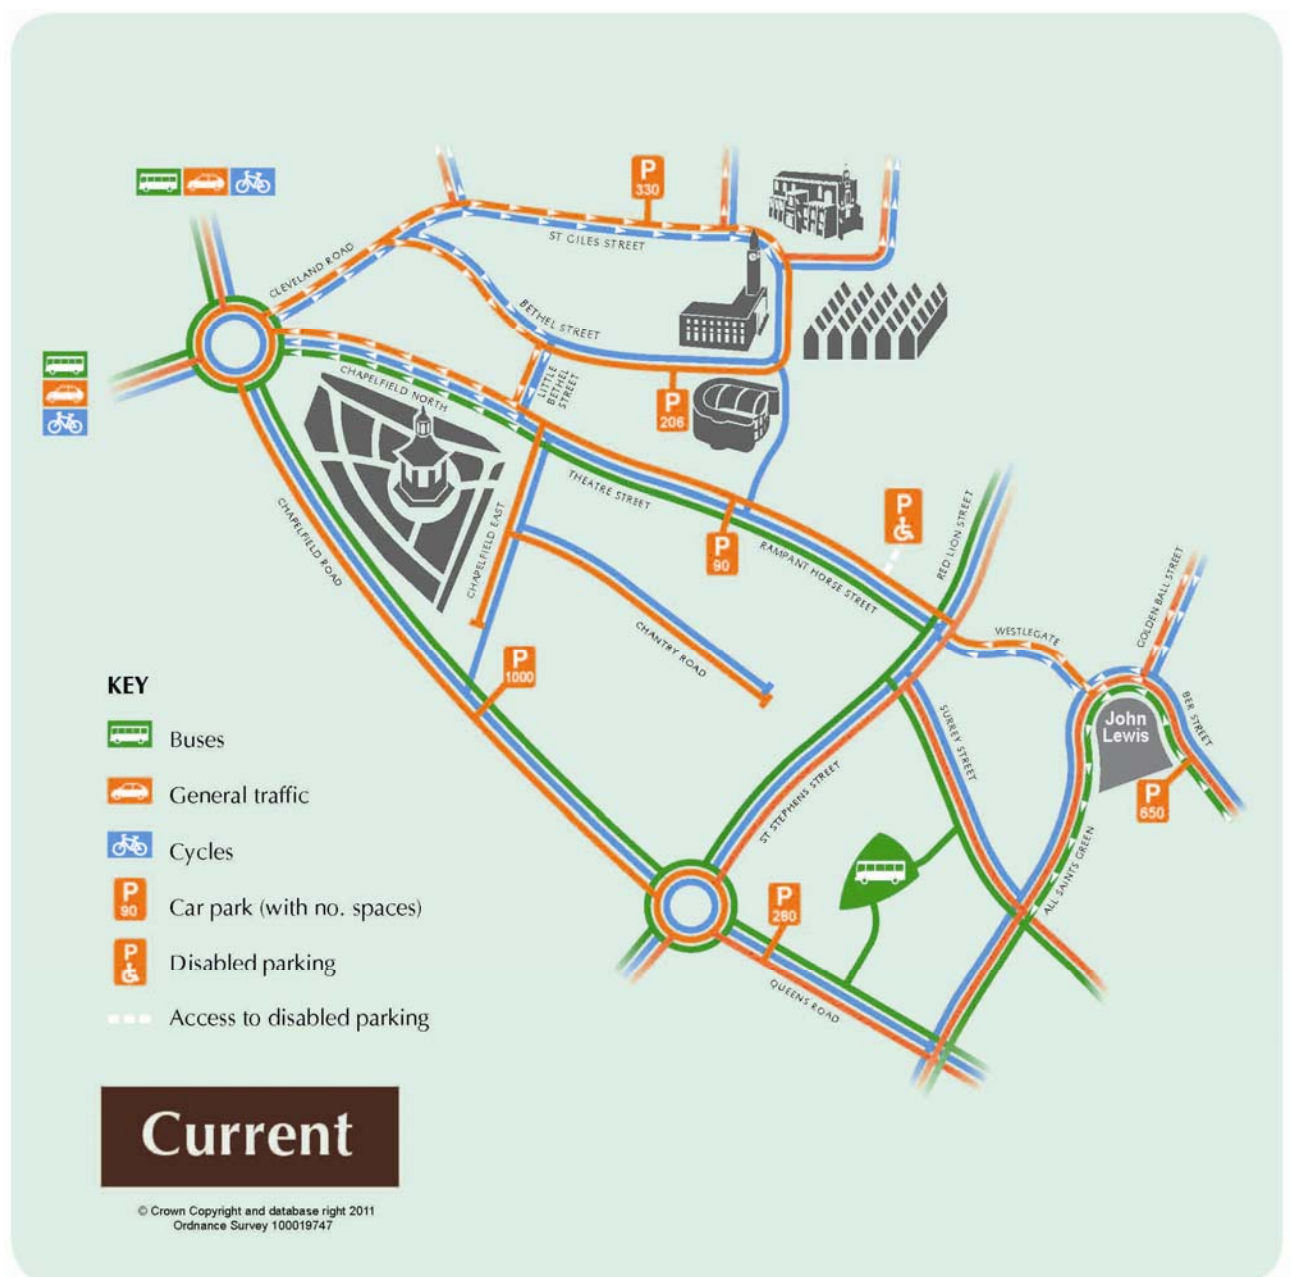 P
330
CLEVELAND ROAD
ST GILES STREET
BETHEL STREET
LITTLE
BETHEL
STREET
CHAPELFIELD NORTH
P
206
THEATRE STREET
P
90
P
RAMPANT HORSE STREET
RED LION STREET
CHAPELFIELD ROAD
CHAPELFIELD EAST
CHANTRY ROAD
WESTLEGATE
GOLDEN BALL STREET
P
1000
John
Lewis
BER STREET
SURREY STREET
P
650
ST STEPHENS STREET
ALL SAINTS GREEN
P
280
QUEENS ROAD
KEY
Buses
General traffic
Cycles
P
90
Car park (with no. spaces)
P
Disabled parking
Access to disabled parking
Current
© Crown Copyright and database right 2011
Ordnance Survey 100019747